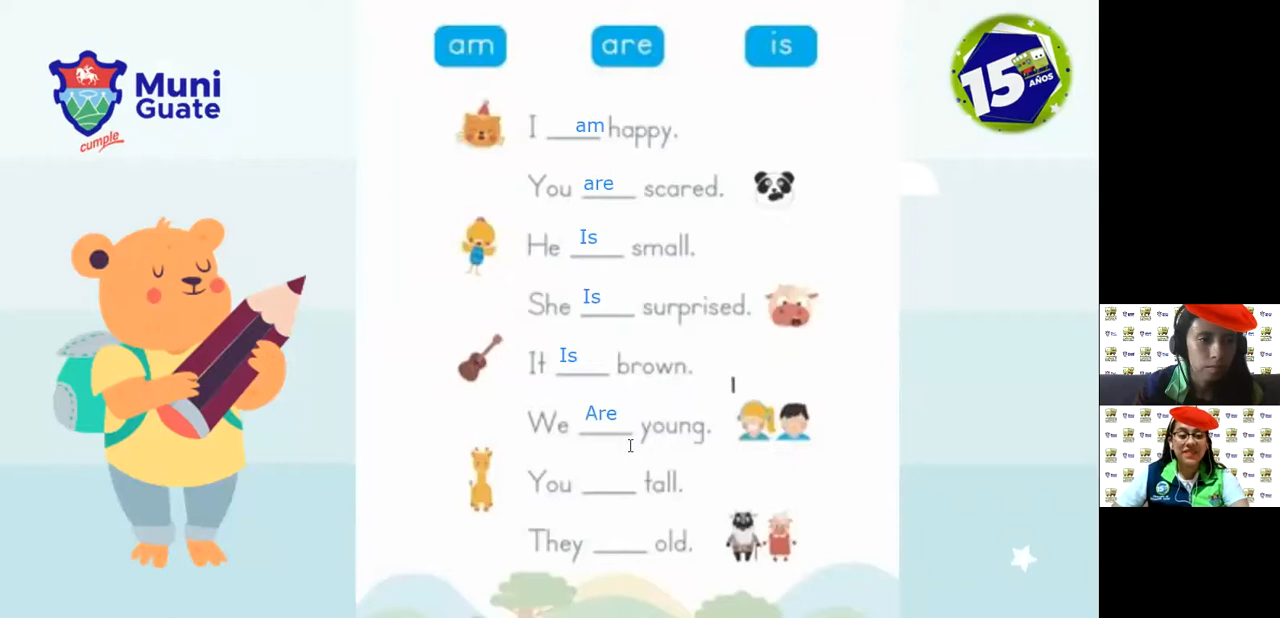 am are is
Muni
Guate
cumple
15
AÑOS
I am happy.
You are scared.
He Is small.
She Is surprised.
It Is brown.
We Are young.
You ____ tall.
They ____ old.